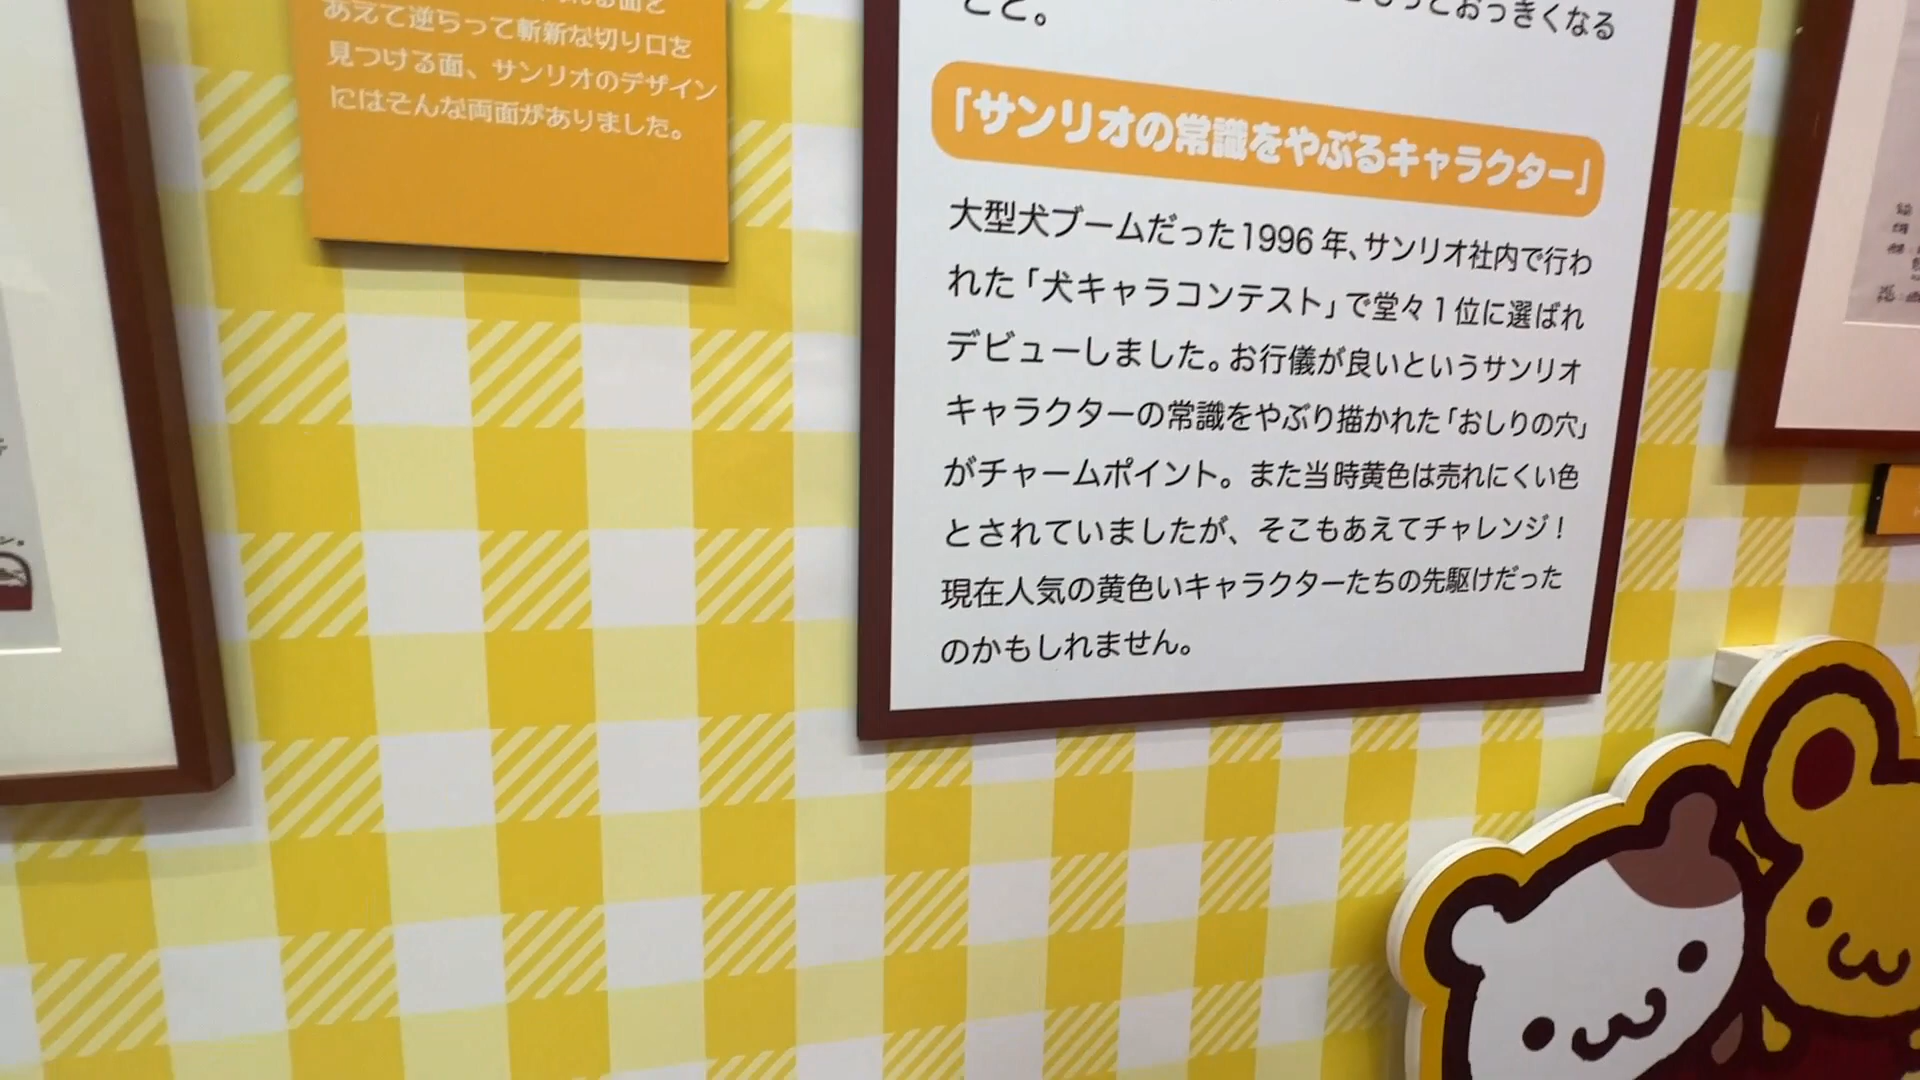 る面と
あえて逆らって斬新な切り口を
見つける面、サンリオのデザイン
にはそんな両面がありました。
もっとおっきくなる
こと。
「サンリオの常識をやぶるキャラクター」
大型犬ブームだった1996年、サンリオ社内で行わ
れた「犬キャラコンテスト」で堂々1位に選ばれ
デビューしました。お行儀が良いというサンリオ
キャラクターの常識をやぶり描かれた「おしりの穴」
がチャームポイント。また当時黄色は売れにくい色
とされていましたが、そこもあえてチャレンジ！
現在人気の黄色いキャラクターたちの先駆けだった
のかもしれません。